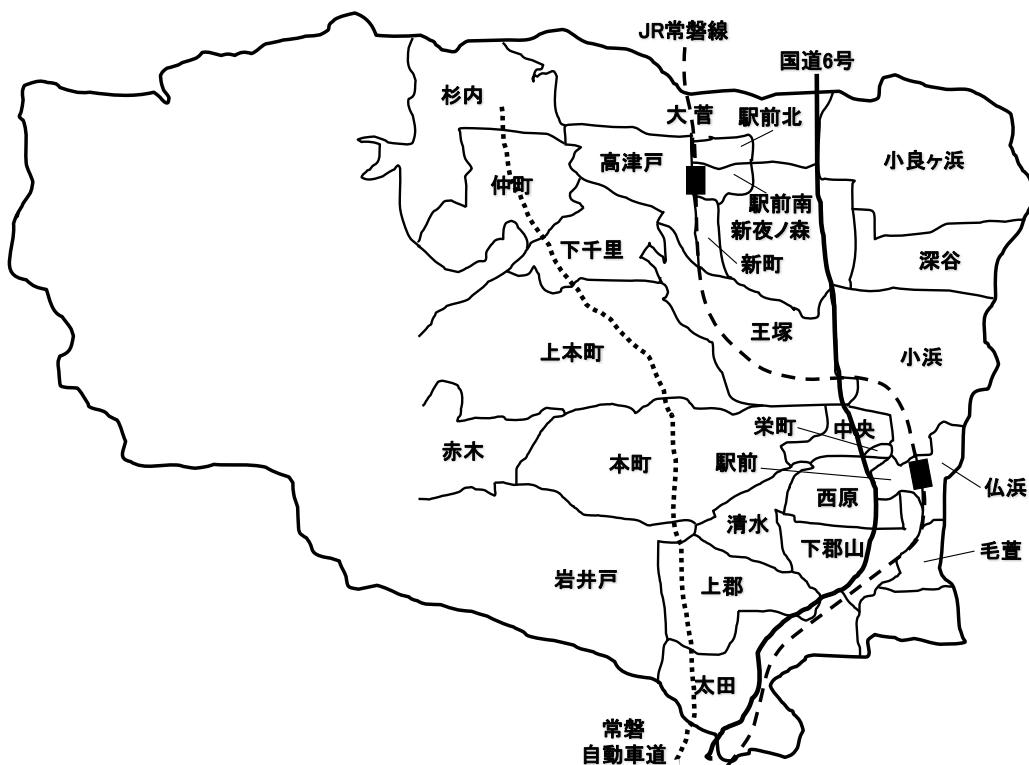 JR常磐線
国道6号
杉内
大菅
駅前北
高津戸
小良ヶ浜
仲町
駅前南
新夜ノ森
下千里
新町
深谷
王塚
上本町
小浜
栄町
中央
赤木
本町
駅前
西原
仏浜
清水
下郡山
毛萱
岩井戸
上郡
太田
常磐
自動車道